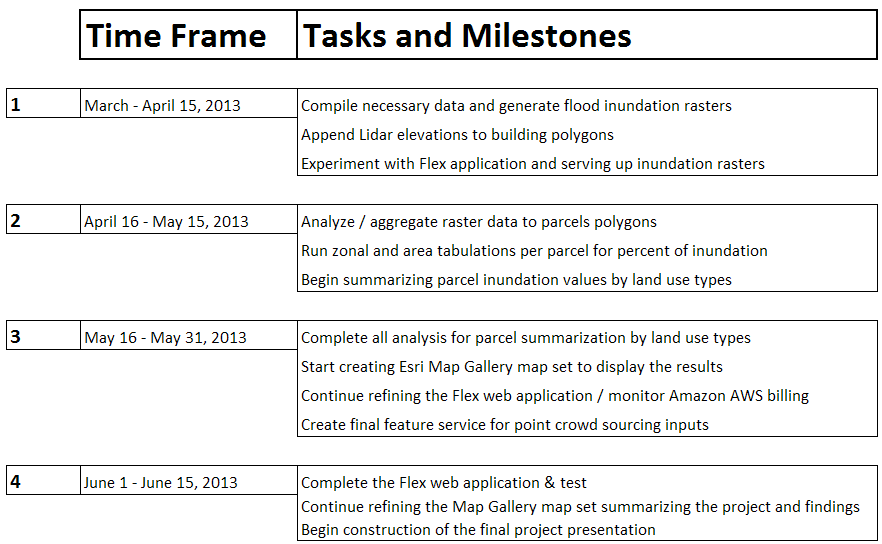 Time Frame Tasks and Milestones
1 March - April 15, 2013 Compile necessary data and generate flood inundation rasters
Append Lidar elevations to building polygons
Experiment with Flex application and serving up inundation rasters
2 April 16 - May 15, 2013 Analyze / aggregate raster data to parcels polygons
Run zonal and area tabulations per parcel for percent of inundation
Begin summarizing parcel inundation values by land use types
3 May 16 - May 31, 2013 Complete all analysis for parcel summarization by land use types
Start creating Esri Map Gallery map set to display the results
Continue refining the Flex web application / monitor Amazon AWS billing
Create final feature service for point crowd sourcing inputs
4 June 1 - June 15, 2013 Complete the Flex web application & test
Continue refining the Map Gallery map set summarizing the project and findings
Begin construction of the final project presentation